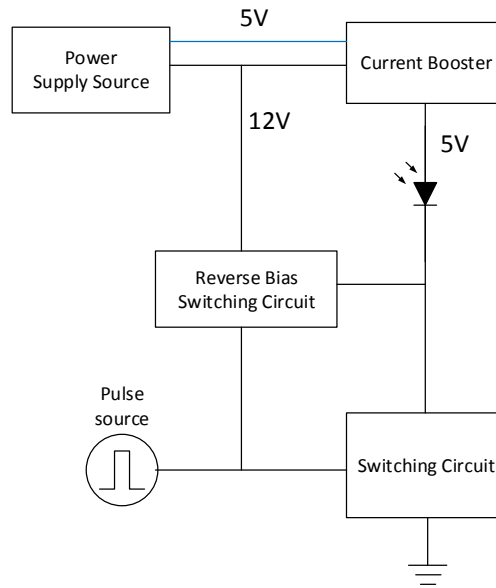 5V
Power
Supply Source
Current Booster
12V
5V
Reverse Bias
Switching Circuit
Pulse
source
Switching Circuit